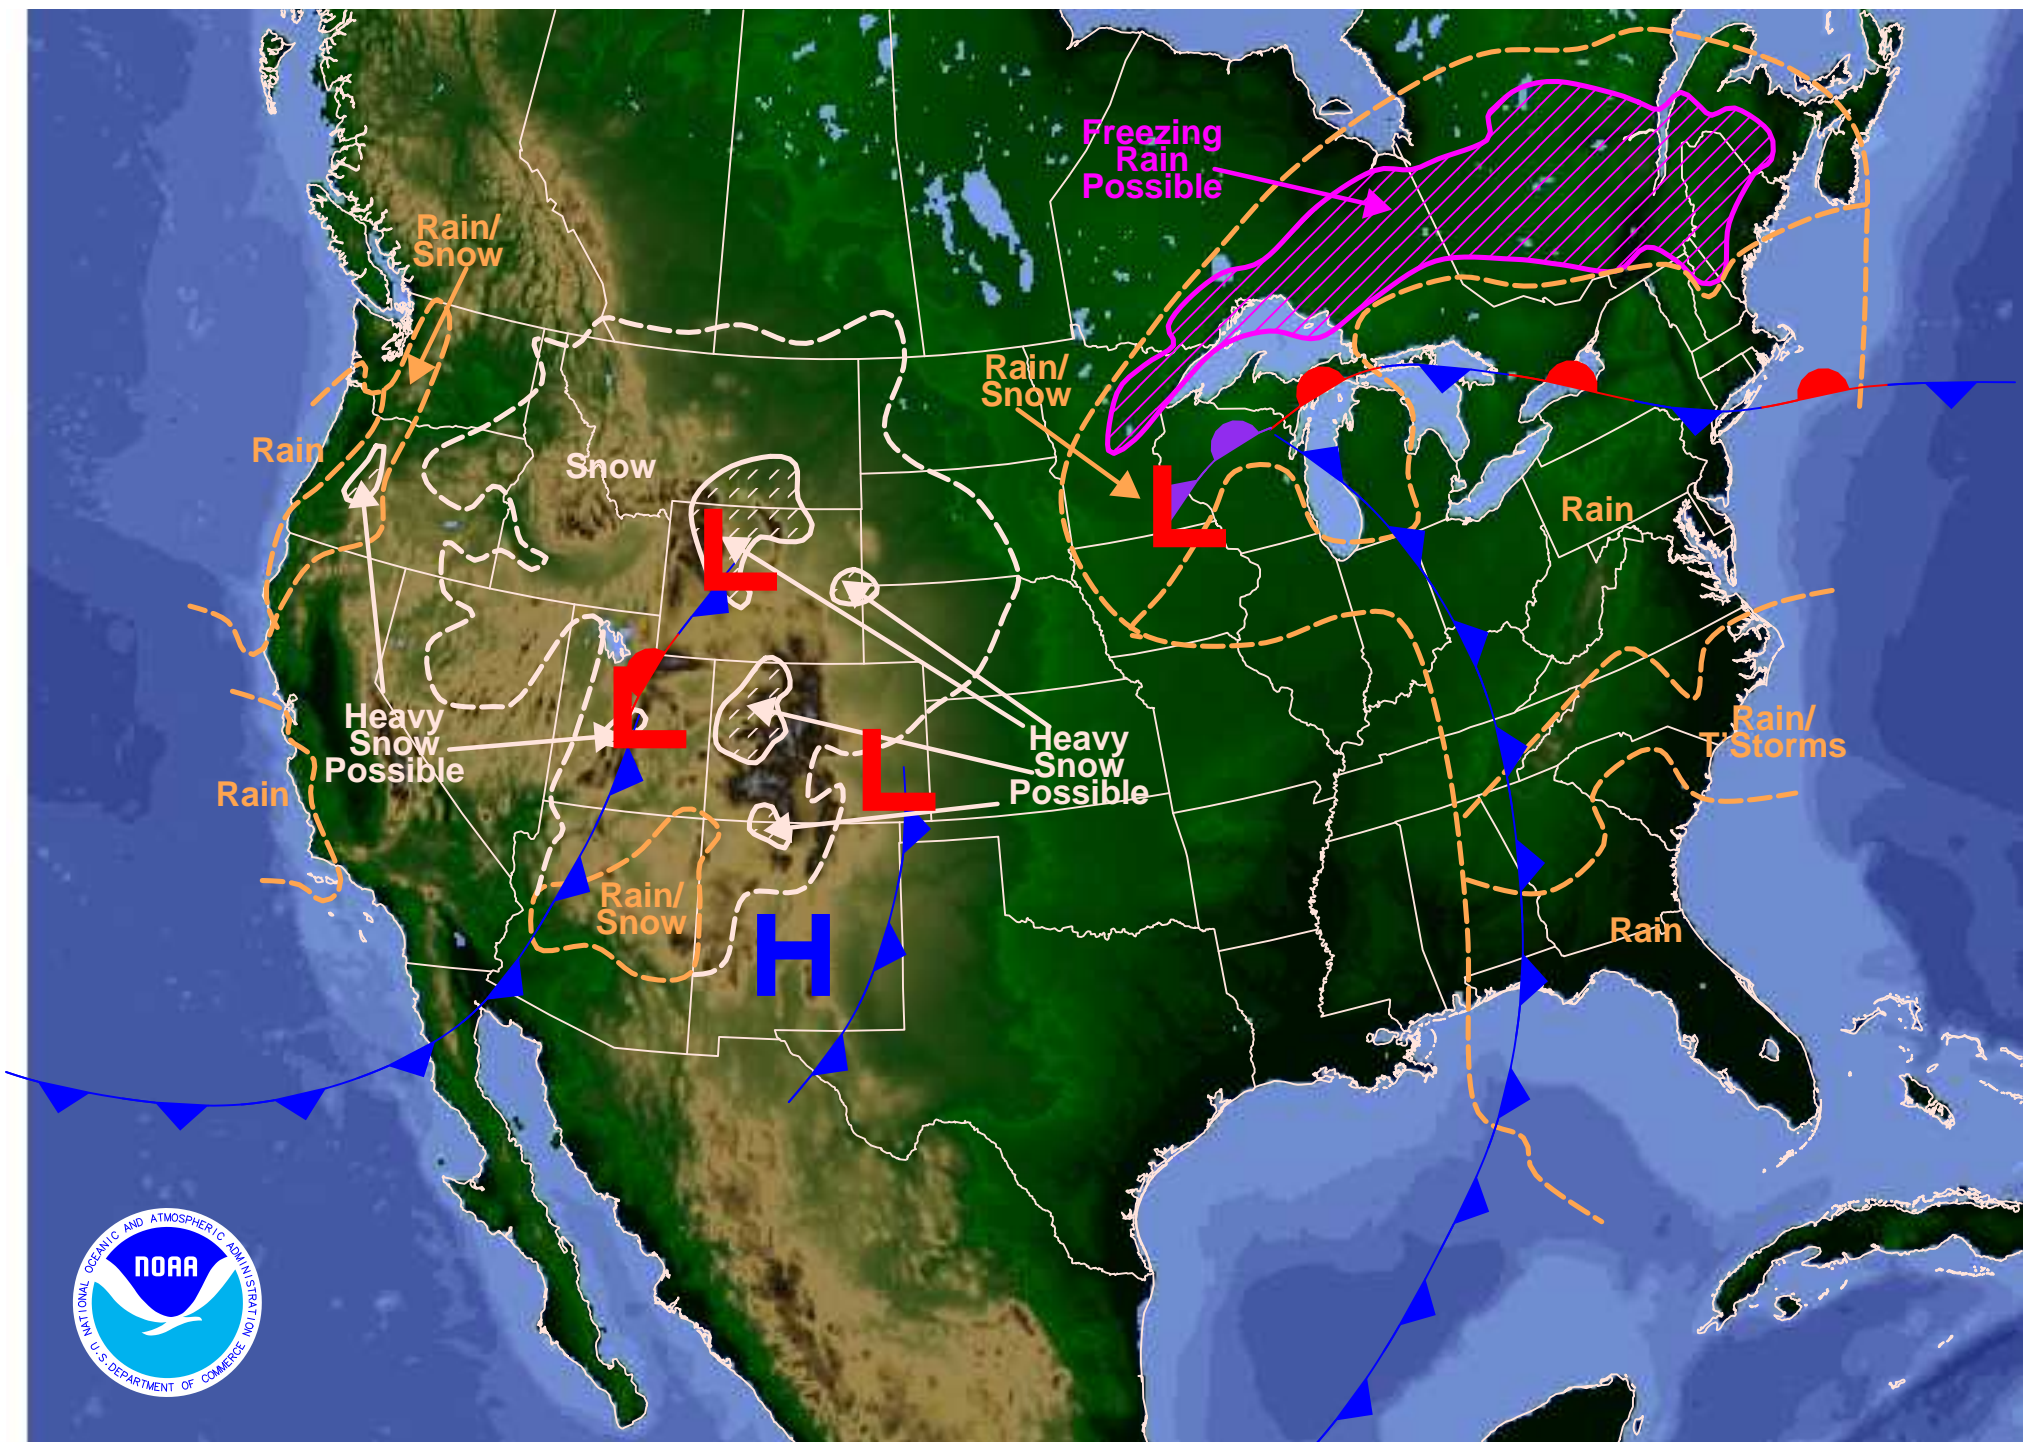 Freezing
Rain
Possible
Rain/
Snow
Rain/
Snow
Rain
Snow
Rain
L
L
L
L
Heavy
Snow
Possible
Heavy
Snow
Possible
Rain/
T'Storms
Rain
Rain/
Snow
H
Rain
NATIONAL OCEANIC AND ATMOSPHERIC ADMINISTRATION
NOAA
U.S. DEPARTMENT OF COMMERCE